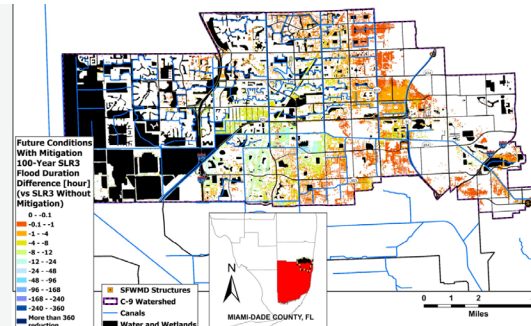 Future Conditions
With Mitigation
100-Year SLR3
Flood Duration
Difference [hour]
(vs SLR3 Without
Mitigation)
0 - -0.1
-0.1 - -1
-1 - -4
-4 - -8
-8 - -12
-12 - -24
-24 - -48
-48 - -96
-96 - -168
-168 - -240
-240 - -360
More than 360
reduction
N
MIAMI-DADE COUNTY, FL
SFWMD Structures
C-9 Watershed
Canals
Water and Wetlands
0 1 2
Miles